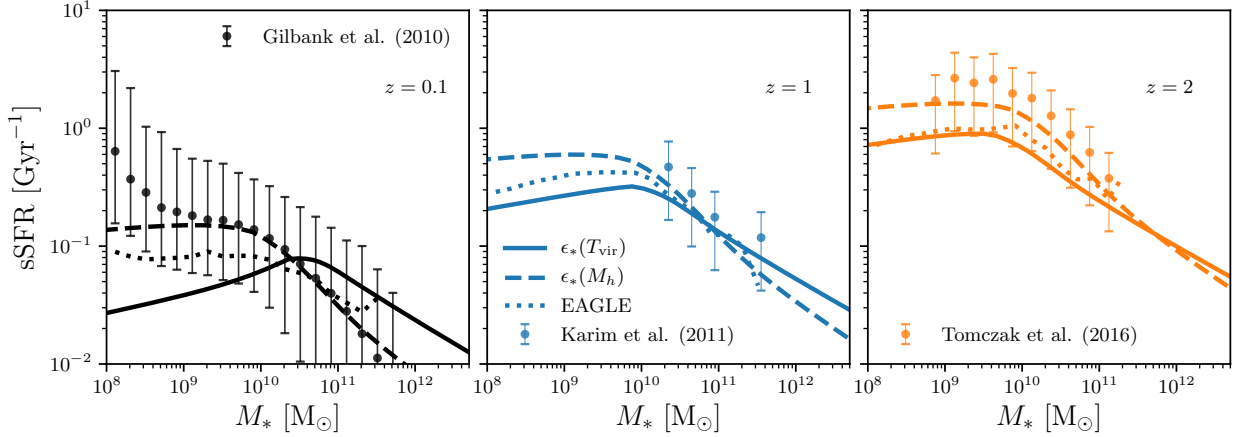 Gilbank et al. (2010)
z = 0.1
z = 1
z = 2
10¹
10⁰
10⁻¹
10⁻²
sSFR [Gyr⁻¹]
ϵ∗(Tvir)
ϵ∗(Mh)
EAGLE
Karim et al. (2011)
Tomczak et al. (2016)
10⁸ 10⁹ 10¹⁰ 10¹¹ 10¹²
10⁸ 10⁹ 10¹⁰ 10¹¹ 10¹²
10⁸ 10⁹ 10¹⁰ 10¹¹ 10¹²
M∗ [M⊙]
M∗ [M⊙]
M∗ [M⊙]